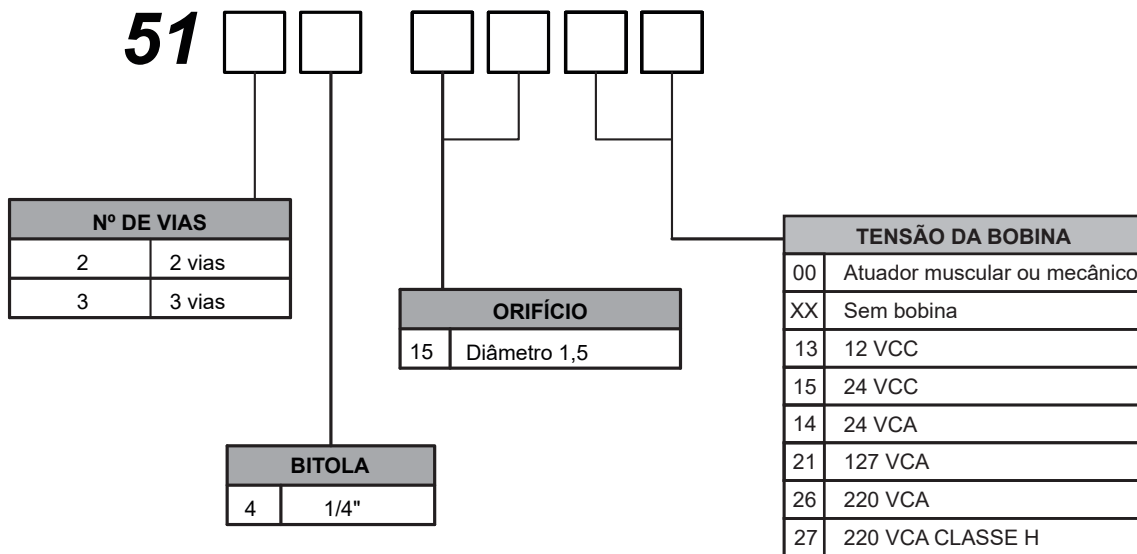 51
Nº DE VIAS
2 2 vias
3 3 vias
ORIFÍCIO
15 Diâmetro 1,5
BITOLA
4 1/4"
TENSÃO DA BOBINA
00 Atuador muscular ou mecânico
XX Sem bobina
13 12 VCC
15 24 VCC
14 24 VCA
21 127 VCA
26 220 VCA
27 220 VCA CLASSE H